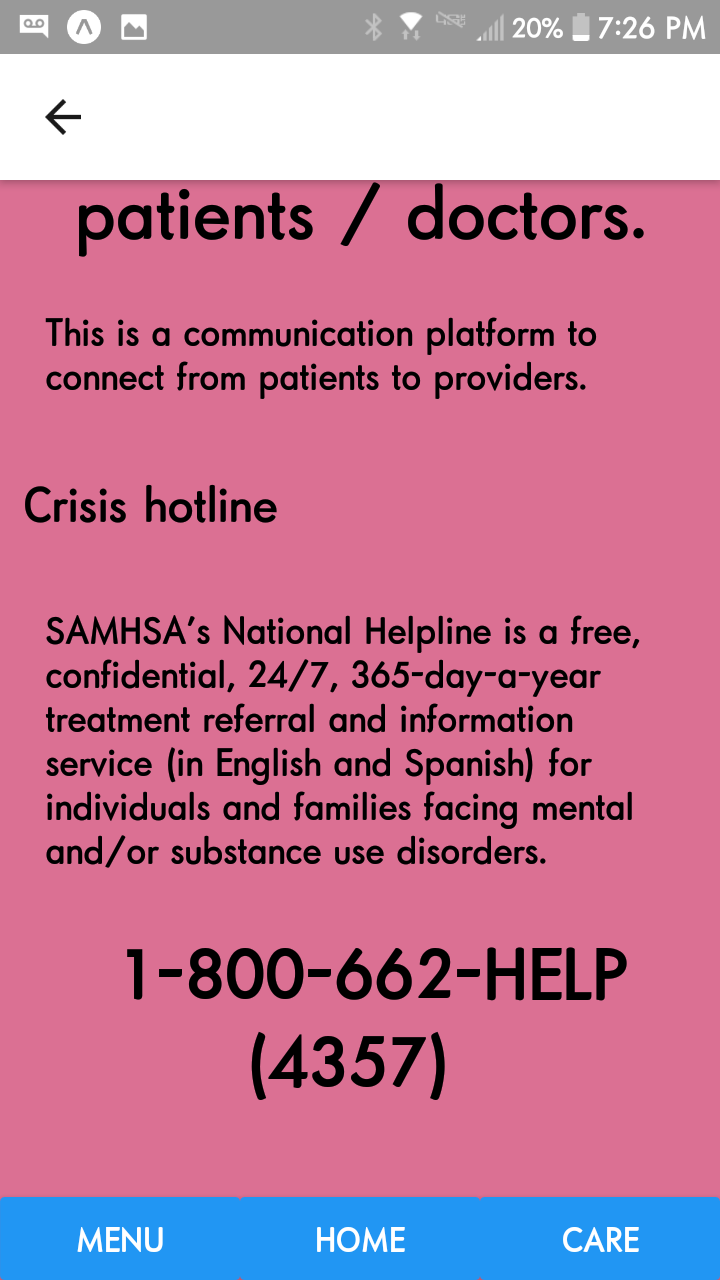 20% 7:26 PM
patients / doctors.
This is a communication platform to
connect from patients to providers.
Crisis hotline
SAMHSA's National Helpline is a free,
confidential, 24/7, 365-day-a-year
treatment referral and information
service (in English and Spanish) for
individuals and families facing mental
and/or substance use disorders.
1-800-662-HELP
(4357)
MENU HOME CARE